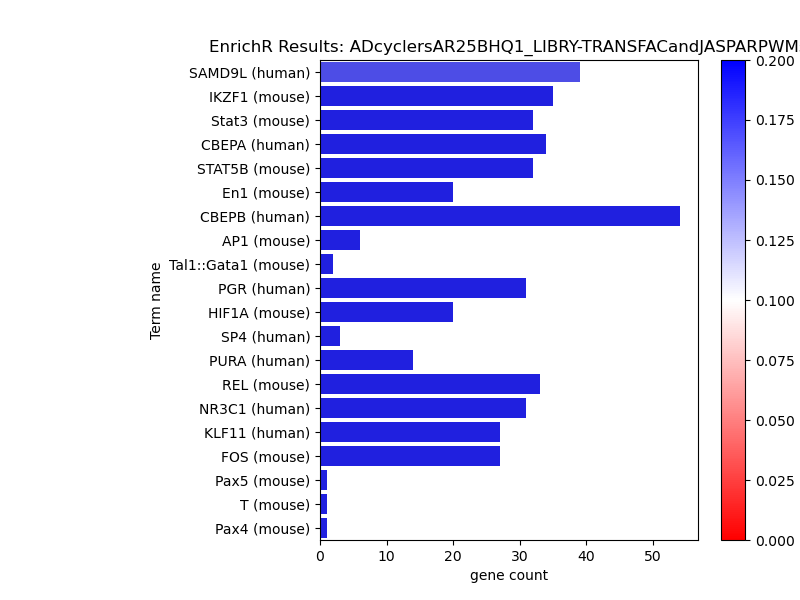 EnrichR Results: ADcyclersAR25BHQ1_LIBRY-TRANSFACandJASPARPWM
SAMD9L (human)
IKZF1 (mouse)
Stat3 (mouse)
CBEPA (human)
STAT5B (mouse)
En1 (mouse)
CBEPB (human)
AP1 (mouse)
Tal1::Gata1 (mouse)
PGR (human)
HIF1A (mouse)
SP4 (human)
PURA (human)
REL (mouse)
NR3C1 (human)
KLF11 (human)
FOS (mouse)
Pax5 (mouse)
T (mouse)
Pax4 (mouse)
Term name
0 10 20 30 40 50
gene count
0.200
0.175
0.150
0.125
0.100
0.075
0.050
0.025
0.000